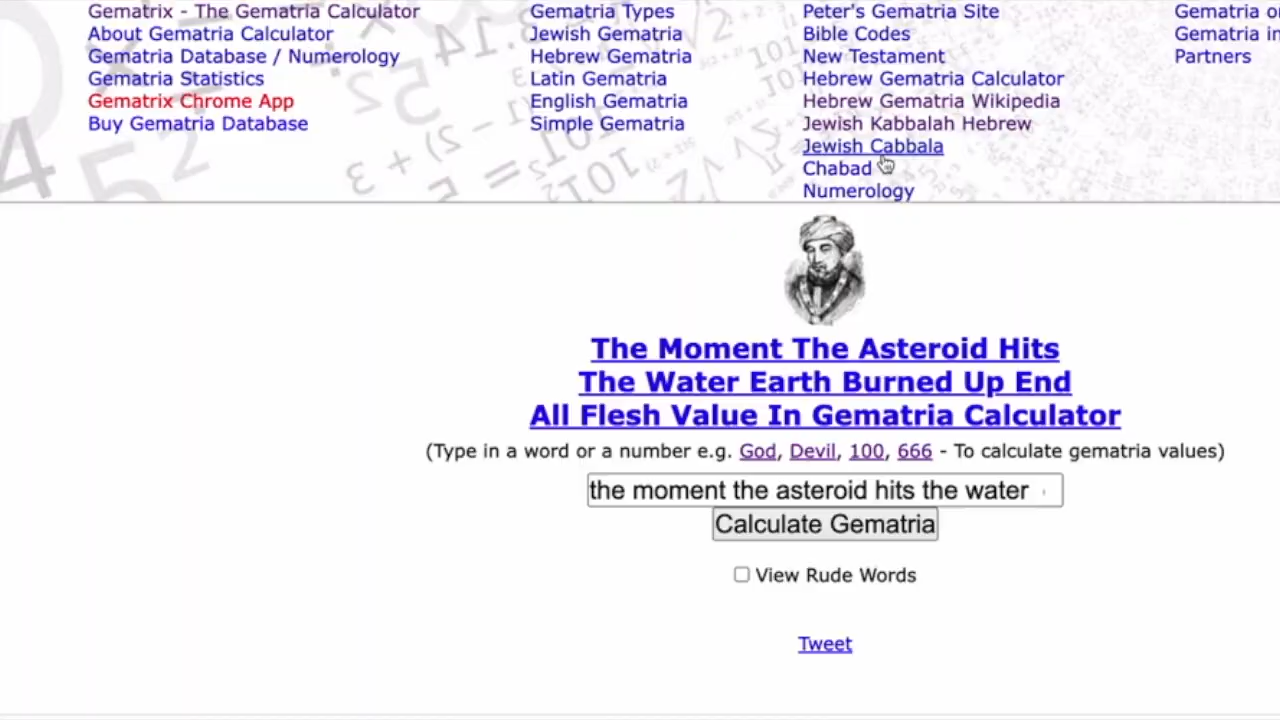 Gematrix - The Gematria Calculator
About Gematria Calculator
Gematria Database / Numerology
Gematria Statistics
Gematrix Chrome App
Buy Gematria Database
Gematria Types
Jewish Gematria
Hebrew Gematria
Latin Gematria
English Gematria
Simple Gematria
Peter's Gematria Site
Bible Codes
New Testament
Hebrew Gematria Calculator
Hebrew Gematria Wikipedia
Jewish Kabbalah Hebrew
Jewish Cabbala
Chabad
Numerology
Gematria
Gematria
Partners
The Moment The Asteroid Hits
The Water Earth Burned Up End
All Flesh Value In Gematria Calculator
(Type in a word or a number e.g. God, Devil, 100, 666 - To calculate gematria values)
the moment the asteroid hits the water
Calculate Gematria
View Rude Words
Tweet